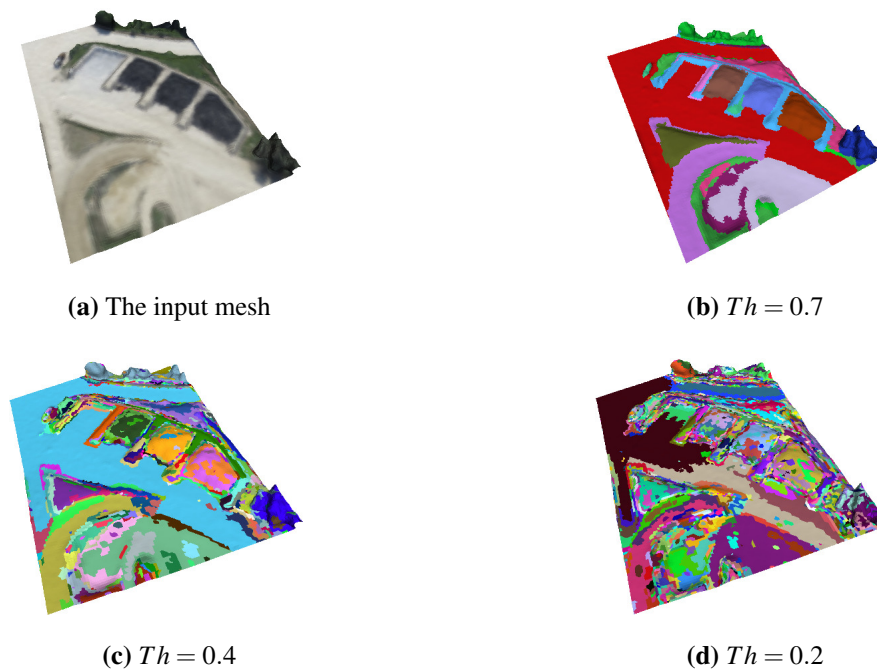 (a) The input mesh
(b) Th = 0.7
(c) Th = 0.4
(d) Th = 0.2